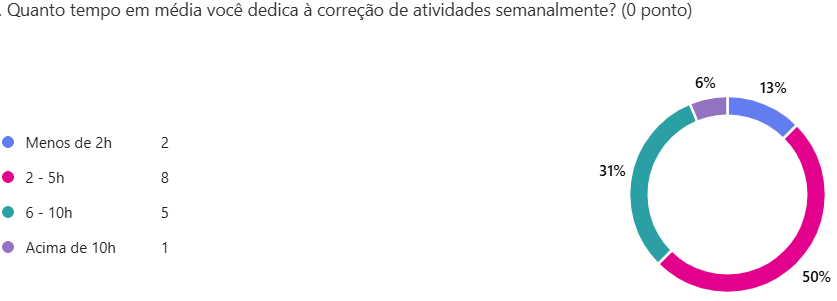 . Quanto tempo em média você dedica à correção de atividades semanalmente? (0 ponto)
Menos de 2h 2
2 - 5h 8
6 - 10h 5
Acima de 10h 1
6%
13%
31%
50%